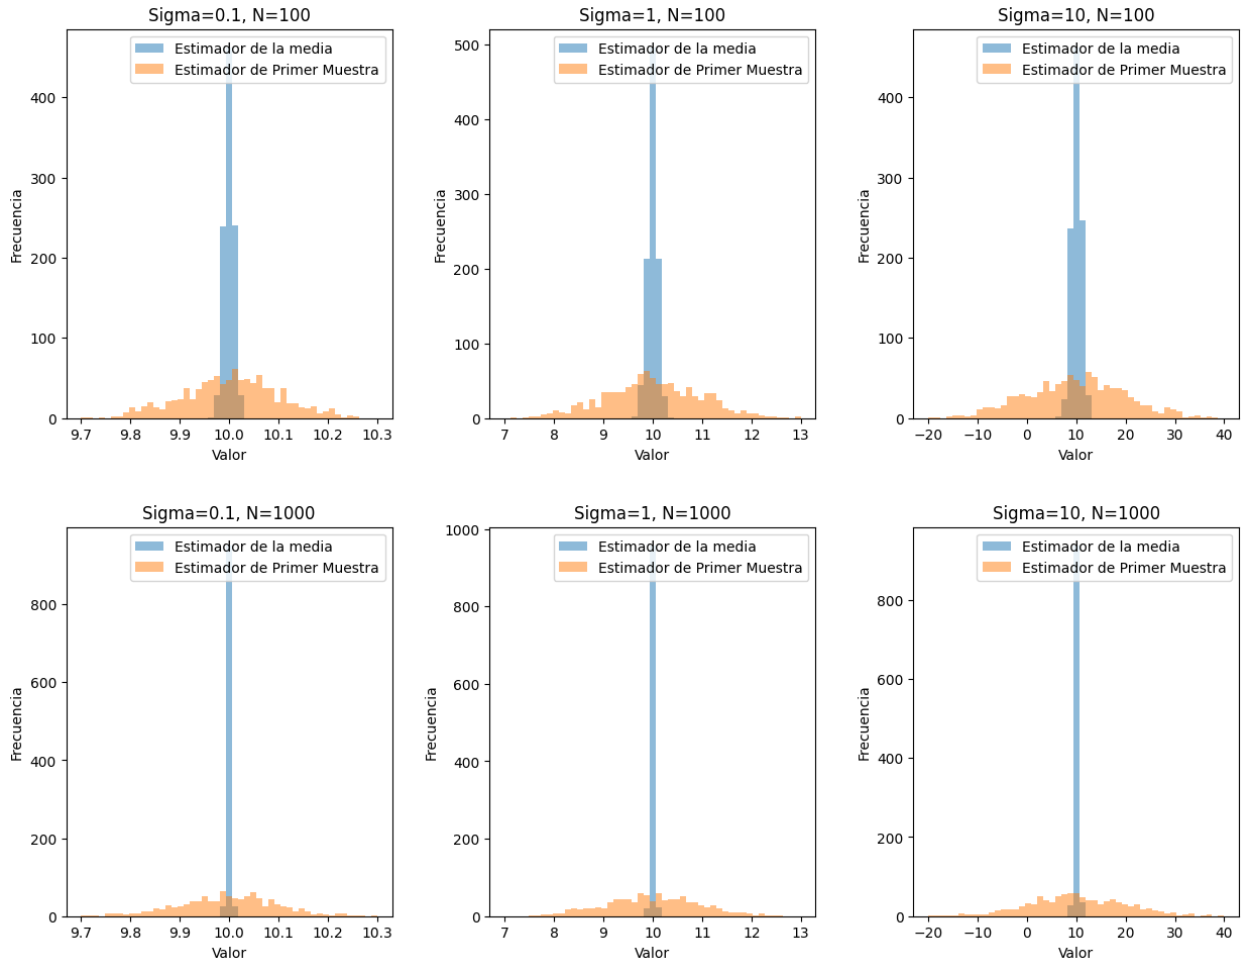 Sigma=0.1, N=100
Estimador de la media
Estimador de Primer Muestra
Frecuencia
400
300
200
100
0
9.7 9.8 9.9 10.0 10.1 10.2 10.3
Valor
Sigma=1, N=100
Estimador de la media
Estimador de Primer Muestra
Frecuencia
500
400
300
200
100
0
7 8 9 10 11 12 13
Valor
Sigma=10, N=100
Estimador de la media
Estimador de Primer Muestra
Frecuencia
400
300
200
100
0
−20 −10 0 10 20 30 40
Valor
Sigma=0.1, N=1000
Estimador de la media
Estimador de Primer Muestra
Frecuencia
800
600
400
200
0
9.7 9.8 9.9 10.0 10.1 10.2 10.3
Valor
Sigma=1, N=1000
Estimador de la media
Estimador de Primer Muestra
Frecuencia
1000
800
600
400
200
0
7 8 9 10 11 12 13
Valor
Sigma=10, N=1000
Estimador de la media
Estimador de Primer Muestra
Frecuencia
800
600
400
200
0
−20 −10 0 10 20 30 40
Valor